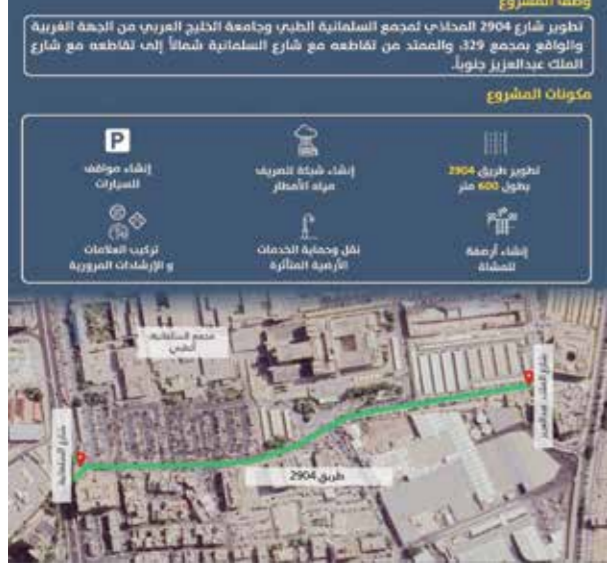 وصف المشروع
تطوير شارع 2904 المحاذي لمجمع السلمانية الطبي وجامعة الخليج العربي من الجهة الغربية
والواقع بمجمع 329، والممتد من تقاطعه مع شارع السلمانية شمالاً إلى تقاطعه مع شارع
الملك عبدالعزيز جنوباً.
مكونات المشروع
تطوير طريق 2904
بطول 600 متر
إنشاء شبكة لتصريف
مياه الأمطار
P
إنشاء مواقف
للسيارات
إنشاء أرصفة
للمشاة
نقل وحماية الخدمات
الأرضية المتأثرة
تركيب العلامات
و الإرشادات المرورية
مجمع السلمانية
الطبي
شارع الملك عبدالعزيز
شارع السلمانية
طريق 2904